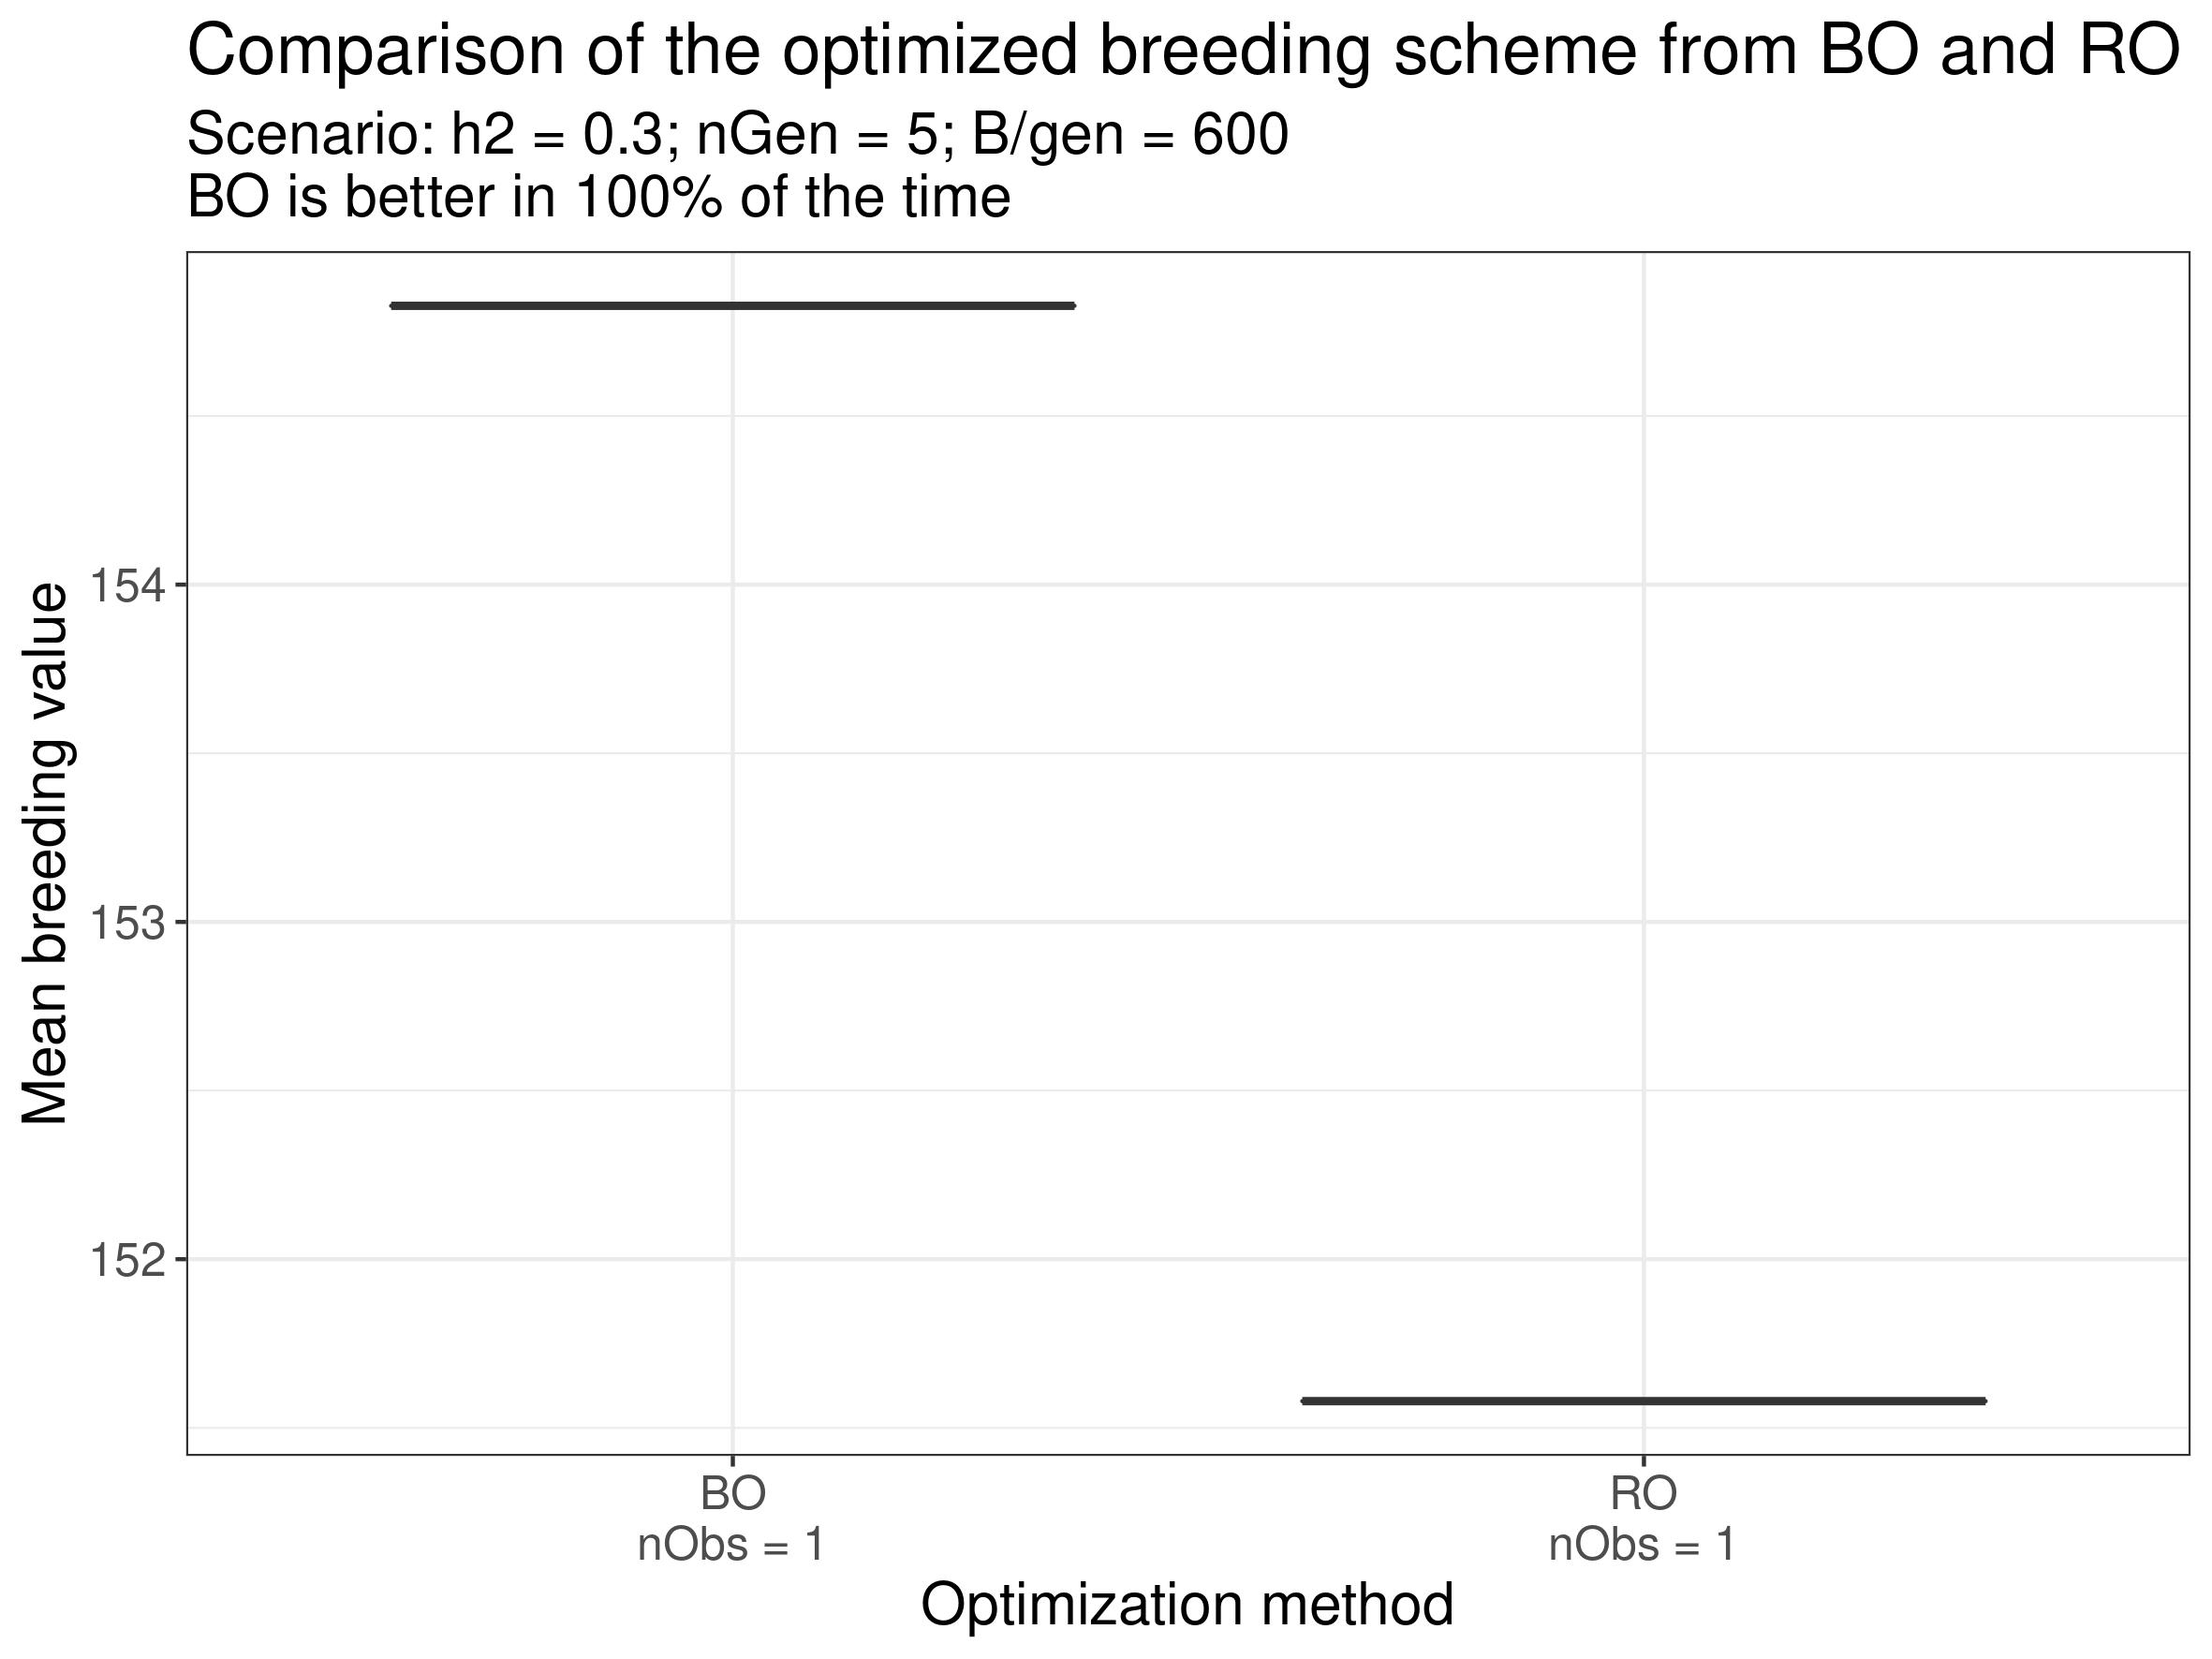 Comparison of the optimized breeding scheme from BO and RO
Scenario: h2 = 0.3; nGen = 5; B/gen = 600
BO is better in 100% of the time
Mean breeding value
154
153
152
BO
nObs = 1
RO
nObs = 1
Optimization method